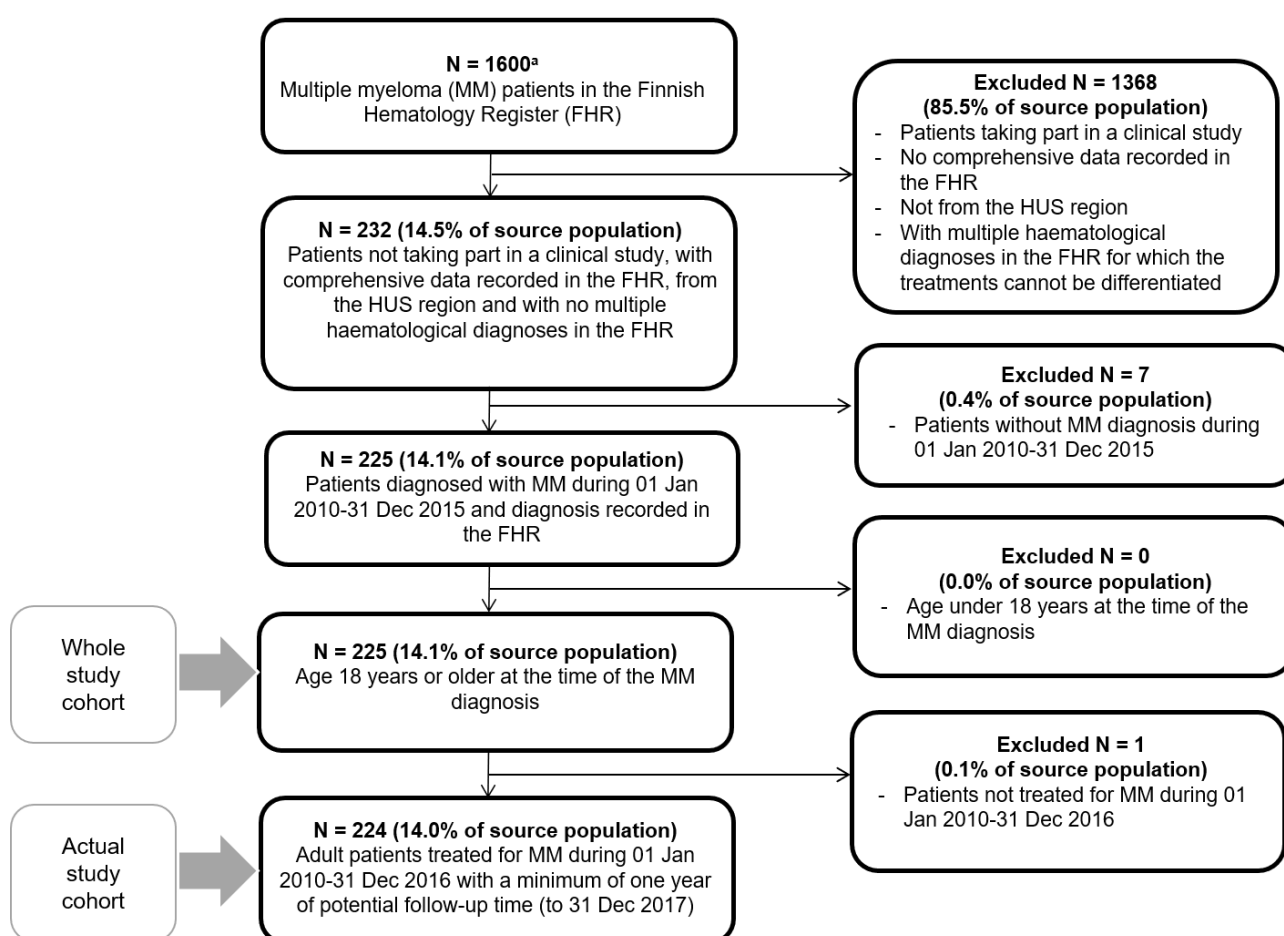 N = 1600ᵃ
Multiple myeloma (MM) patients in the Finnish
Hematology Register (FHR)
Excluded N = 1368
(85.5% of source population)
- Patients taking part in a clinical study
- No comprehensive data recorded in
the FHR
- Not from the HUS region
- With multiple haematological
diagnoses in the FHR for which the
treatments cannot be differentiated
N = 232 (14.5% of source population)
Patients not taking part in a clinical study, with
comprehensive data recorded in the FHR, from
the HUS region and with no multiple
haematological diagnoses in the FHR
Excluded N = 7
(0.4% of source population)
- Patients without MM diagnosis during
01 Jan 2010-31 Dec 2015
N = 225 (14.1% of source population)
Patients diagnosed with MM during 01 Jan
2010-31 Dec 2015 and diagnosis recorded in
the FHR
Excluded N = 0
(0.0% of source population)
- Age under 18 years at the time of the
MM diagnosis
Whole
study
cohort
N = 225 (14.1% of source population)
Age 18 years or older at the time of the MM
diagnosis
Excluded N = 1
(0.1% of source population)
- Patients not treated for MM during 01
Jan 2010-31 Dec 2016
Actual
study
cohort
N = 224 (14.0% of source population)
Adult patients treated for MM during 01 Jan
2010-31 Dec 2016 with a minimum of one year
of potential follow-up time (to 31 Dec 2017)